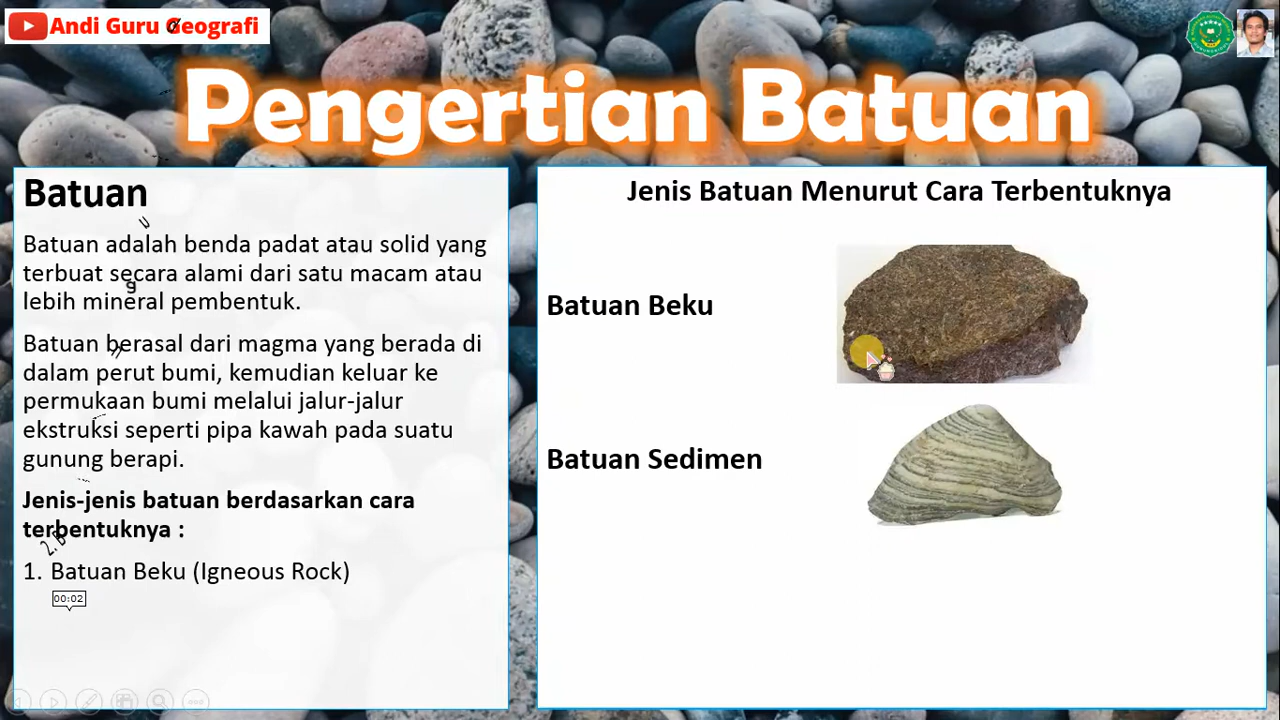 Andi Guru Geografi
Pengertian Batuan
Batuan
Batuan adalah benda padat atau solid yang
terbuat secara alami dari satu macam atau
lebih mineral pembentuk.
Batuan berasal dari magma yang berada di
dalam perut bumi, kemudian keluar ke
permukaan bumi melalui jalur-jalur
ekstruksi seperti pipa kawah pada suatu
gunung berapi.
Jenis-jenis batuan berdasarkan cara
terbentuknya :
1. Batuan Beku (Igneous Rock)
00:02
Jenis Batuan Menurut Cara Terbentuknya
Batuan Beku
Batuan Sedimen